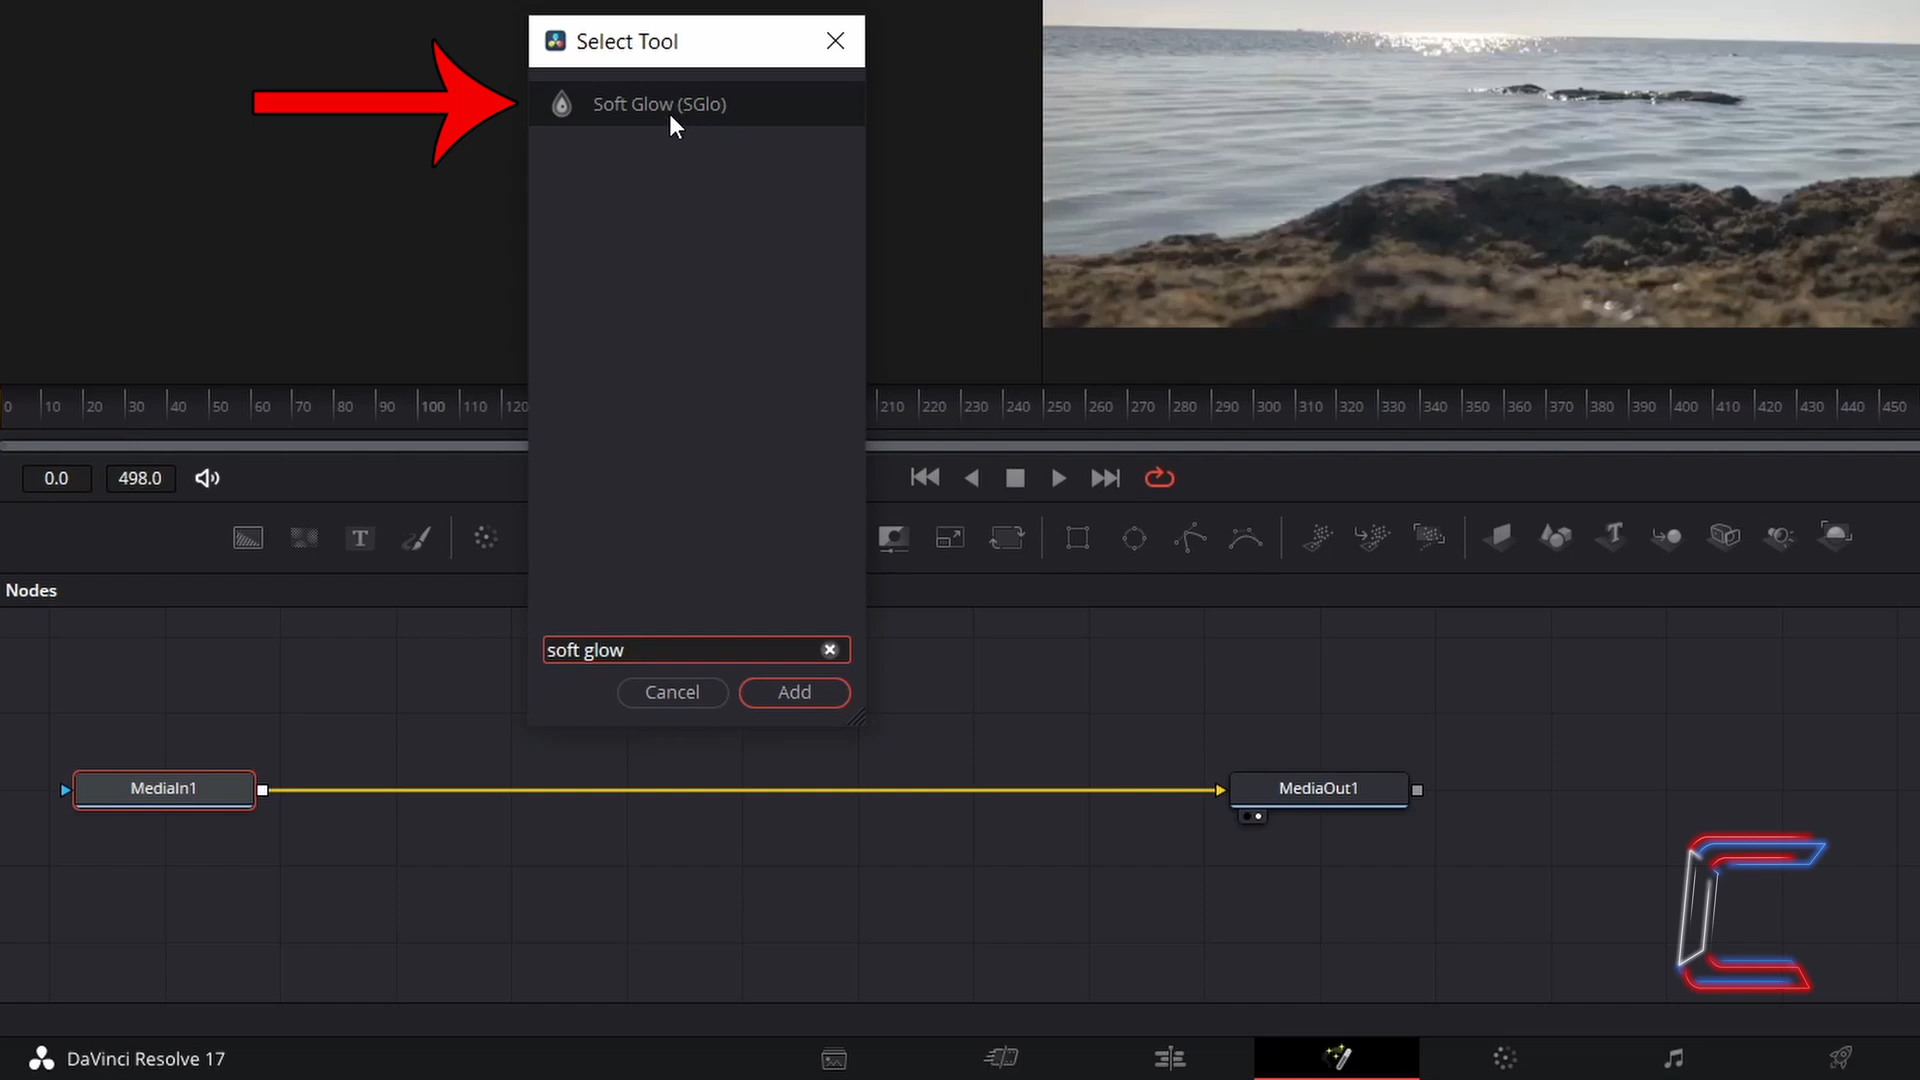 Select Tool
Soft Glow (SGlo)
0 10 20 30 40 50 60 70 80 90 100 110 120 210 220 230 240 250 260 270 280 290 300 310 320 330 340 350 360 370 380 390 400 410 420 430 440 450
0.0 498.0
T T
Nodes
soft glow
Cancel Add
MediaIn1 MediaOut1
DaVinci Resolve 17